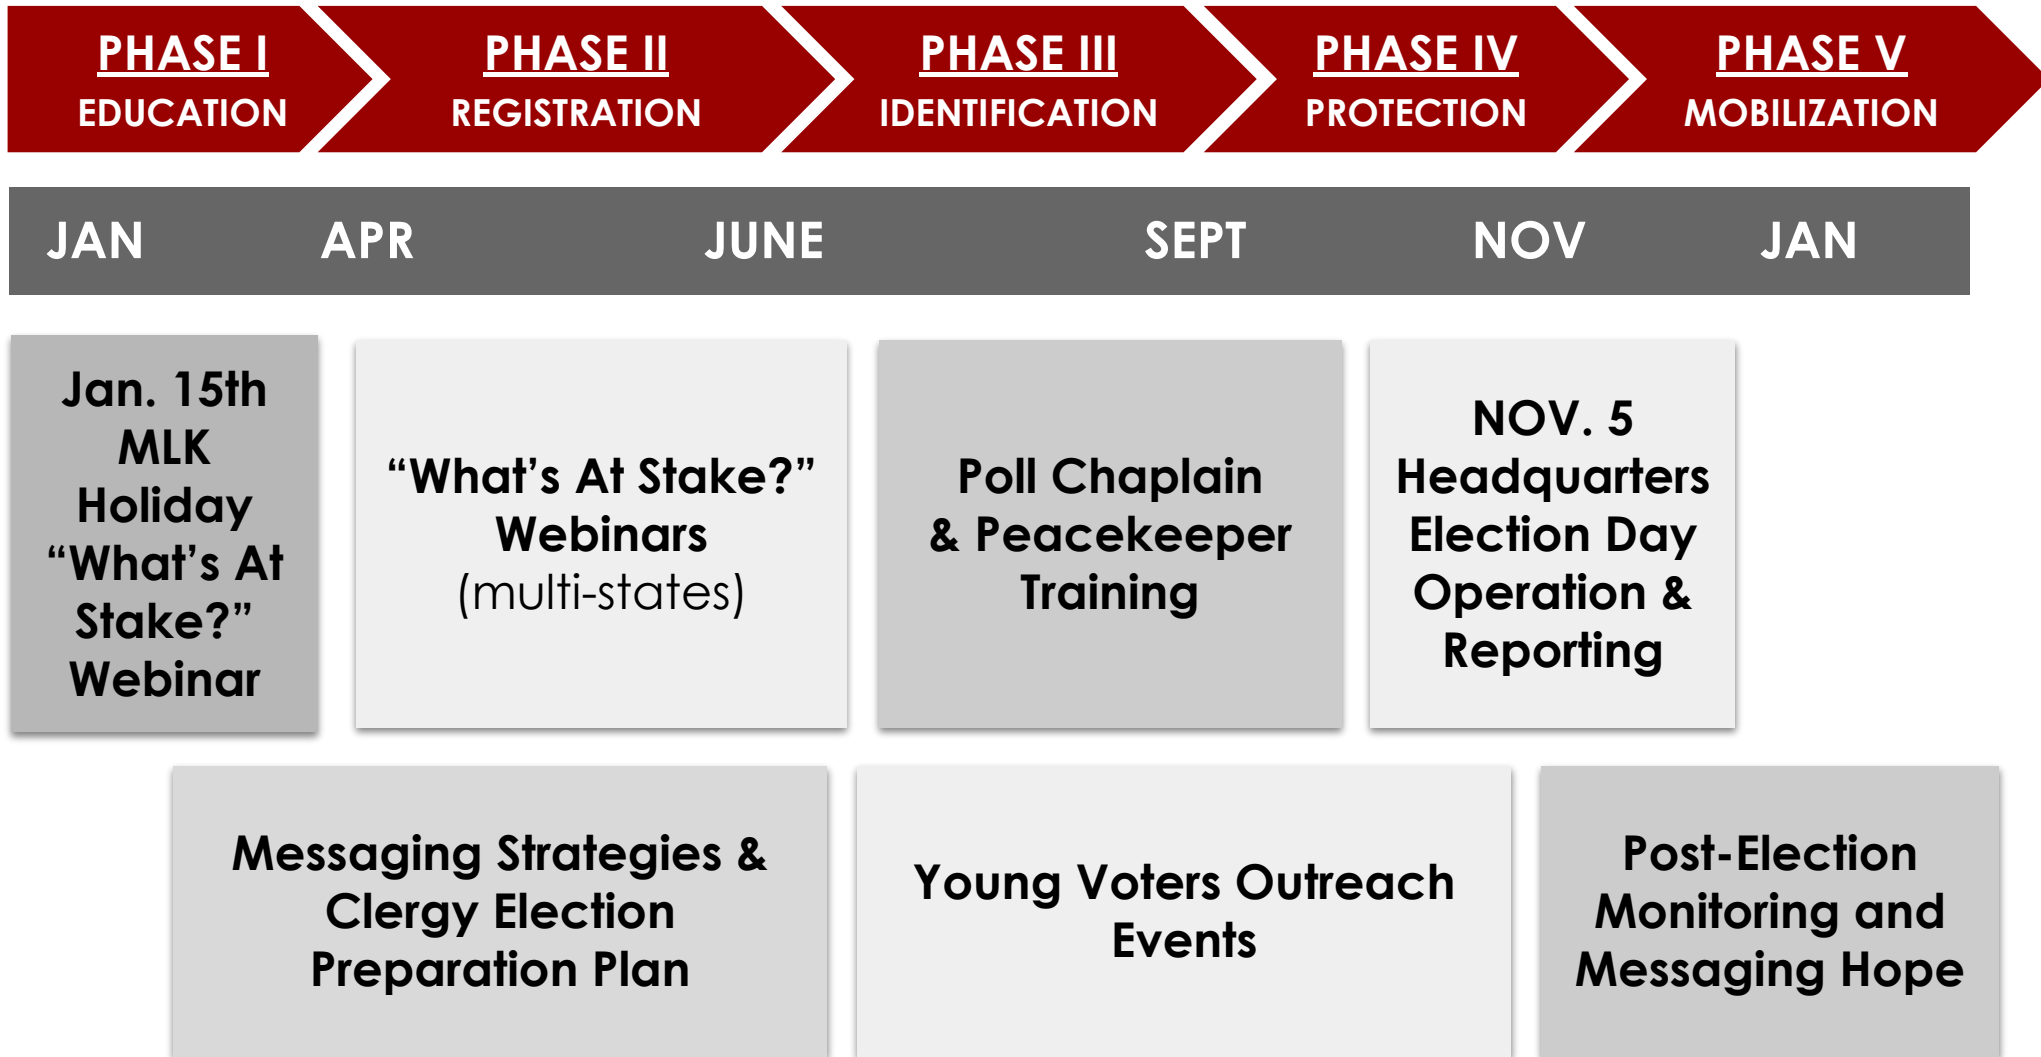 PHASE I
EDUCATION
PHASE II
REGISTRATION
PHASE III
IDENTIFICATION
PHASE IV
PROTECTION
PHASE V
MOBILIZATION
JAN APR JUNE SEPT NOV JAN
Jan. 15th
MLK
Holiday
“What’s At
Stake?”
Webinar
“What’s At Stake?”
Webinars
(multi-states)
Poll Chaplain
& Peacekeeper
Training
NOV. 5
Headquarters
Election Day
Operation &
Reporting
Messaging Strategies &
Clergy Election
Preparation Plan
Young Voters Outreach
Events
Post-Election
Monitoring and
Messaging Hope